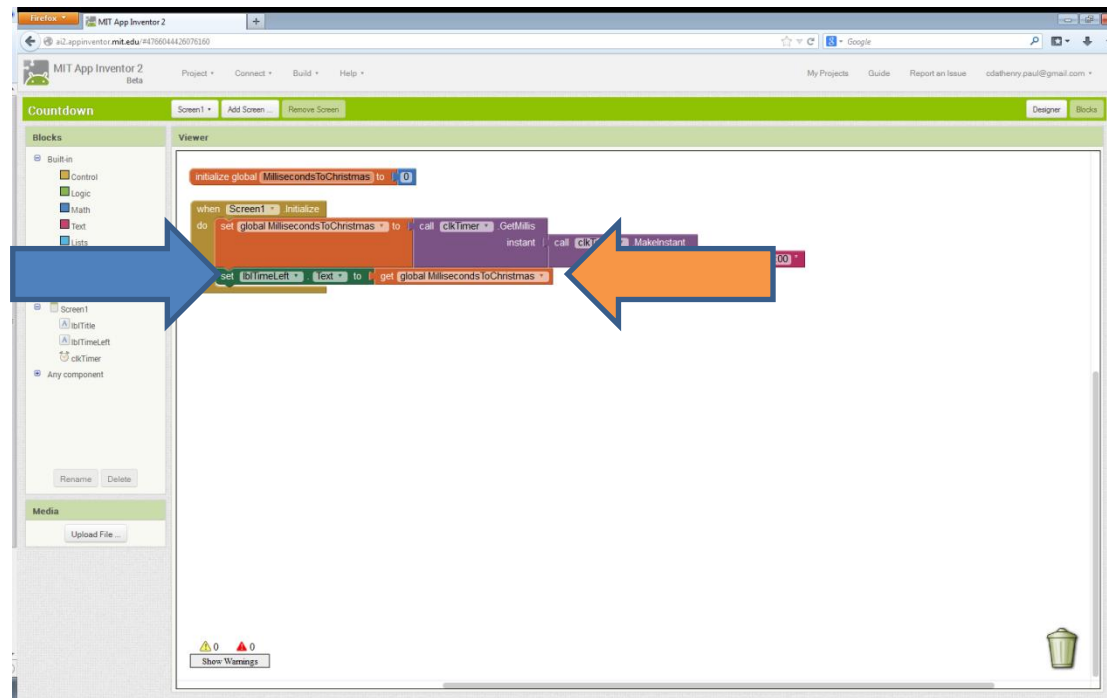 Firefox
MIT App Inventor 2
ai2.appinventor.mit.edu/#4766044426076160
Google
MIT App Inventor 2
Beta
Project
Connect
Build
Help
My Projects
Guide
Report an Issue
cdathenry.paul@gmail.com
Countdown
Screen1
Add Screen ...
Remove Screen
Designer
Blocks
Blocks
Viewer
Built-in
Control
Logic
Math
Text
Lists
Screen1
lblTitle
lblTimeLeft
clkTimer
Any component
Rename
Delete
Media
Upload File ...
initialize global MillisecondsToChristmas to 0
when Screen1 Initialize
do set global MillisecondsToChristmas to call clkTimer GetMillis
instant call MakeInstant
00 "
set lblTimeLeft . Text to get global MillisecondsToChristmas
0 0
Show Warnings